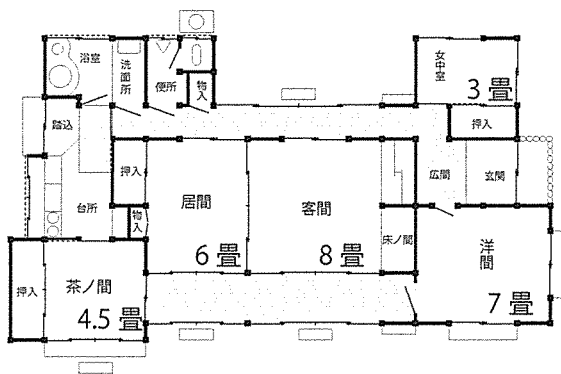 浴室
洗面所
便所
物入
女中室
3畳
押入
踏込
広間
玄関
押入
台所
物入
居間
6畳
客間
8畳
床ノ間
洋間
7畳
押入
茶ノ間
4.5畳